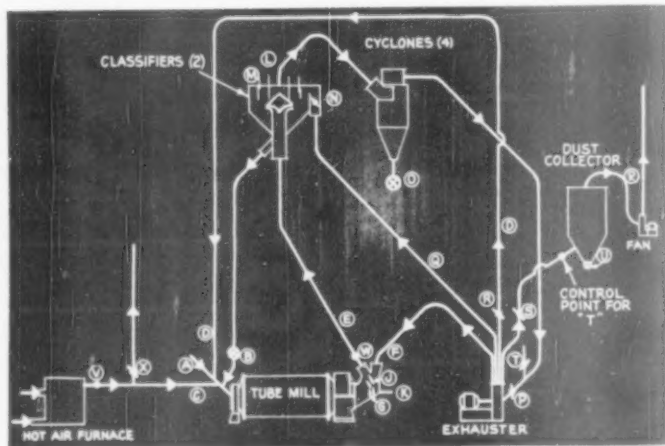 L
CYCLONES (4)
CLASSIFIERS (2)
M
N
DUST
COLLECTOR
R
O
D
FAN
U
Q
CONTROL
POINT FOR
"T"
E
R
S
D
B
W
F
T
A
V
X
J
C
TUBE MILL
K
G
P
HOT AIR FURNACE
EXHAUSTER